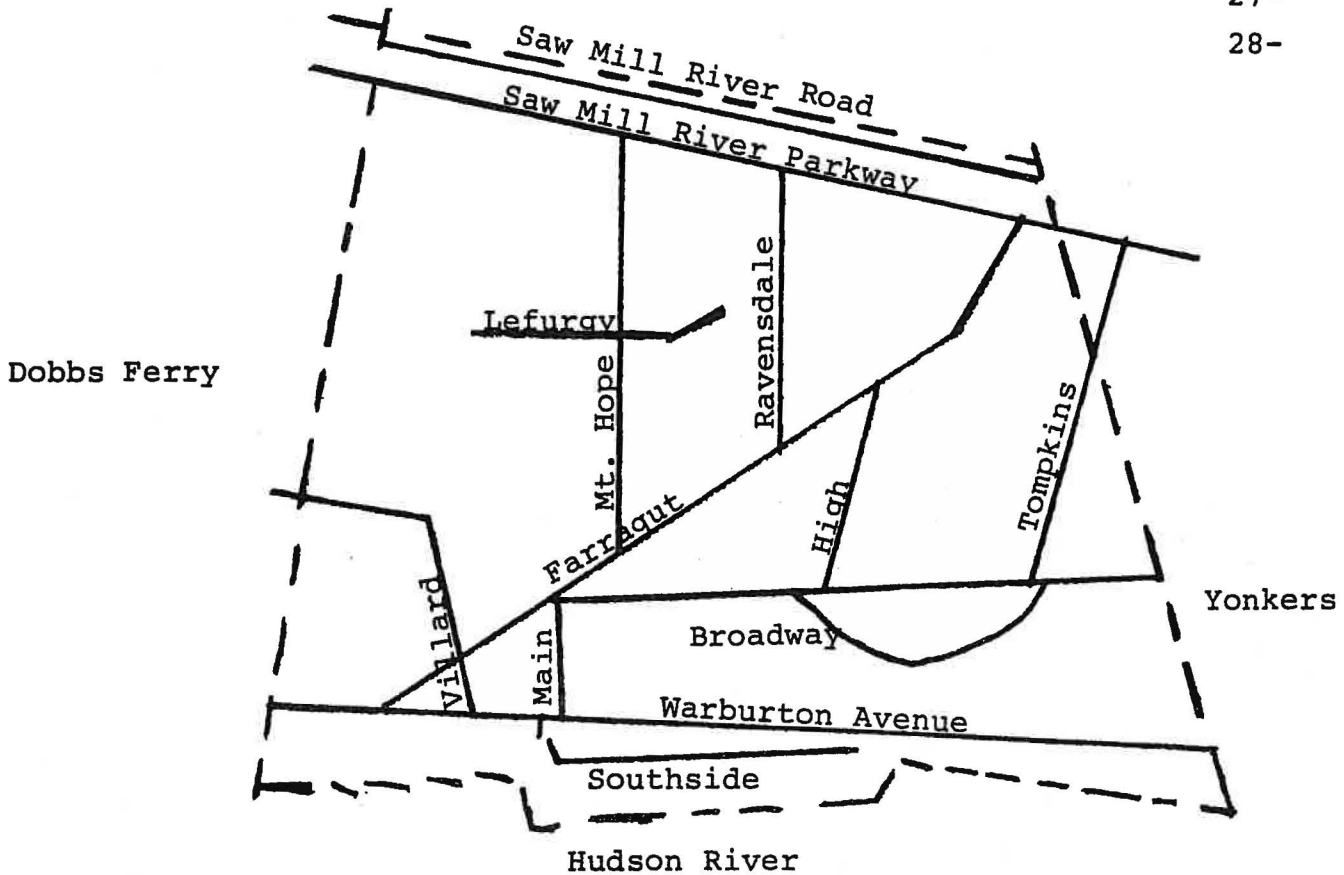 28-
Saw Mill River Road
Saw Mill River Parkway
Lefurgy
Dobbs Ferry
Mt. Hope
Ravensdale
Tompkins
High
Farragut
Villard
Yonkers
Main
Broadway
Warburton Avenue
Southside
Hudson River